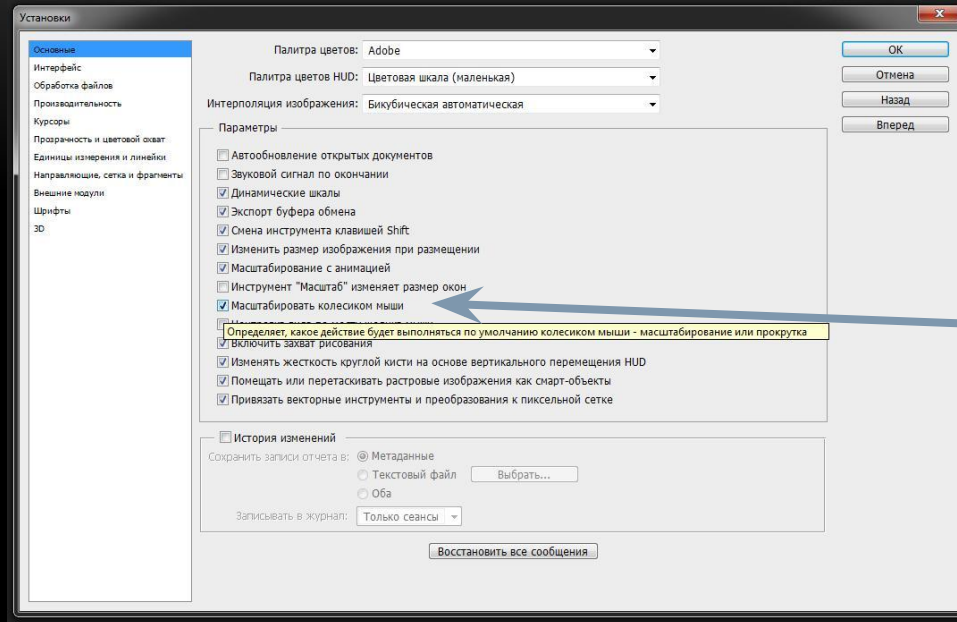 Установки
Основные
Интерфейс
Обработка файлов
Производительность
Курсоры
Прозрачность и цветовой охват
Единицы измерения и линейки
Направляющие, сетка и фрагменты
Внешние модули
Шрифты
3D
Палитра цветов: Adobe
Палитра цветов HUD: Цветовая шкала (маленькая)
Интерполяция изображения: Бикубическая автоматическая
Параметры
Автообновление открытых документов
Звуковой сигнал по окончании
Динамические шкалы
Экспорт буфера обмена
Смена инструмента клавишей Shift
Изменить размер изображения при размещении
Масштабирование с анимацией
Инструмент "Масштаб" изменяет размер окон
Масштабировать колесиком мыши
Определяет, какое действие будет выполняться по умолчанию колесиком мыши - масштабирование или прокрутка
Включить захват рисования
Изменять жесткость круглой кисти на основе вертикального перемещения HUD
Помещать или перетаскивать растровые изображения как смарт-объекты
Привязать векторные инструменты и преобразования к пиксельной сетке
История изменений
Сохранить записи отчета в: Метаданные
Текстовый файл Выбрать...
Оба
Записывать в журнал: Только сеансы
Восстановить все сообщения
OK
Отмена
Назад
Вперед